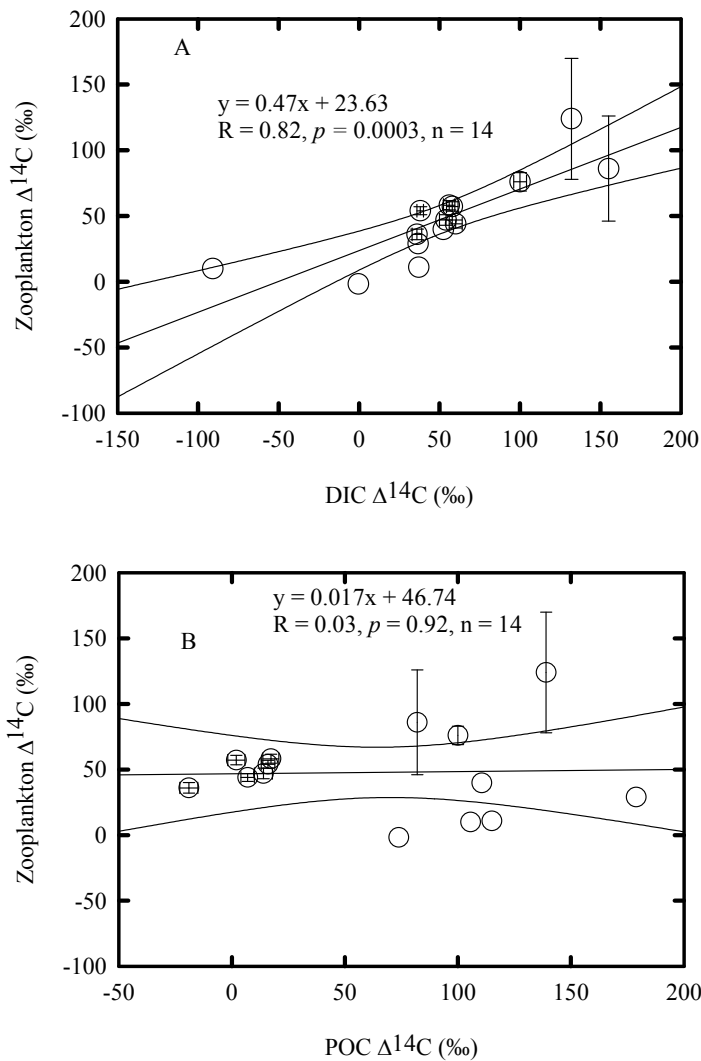 200
A
150
y = 0.47x + 23.63
R = 0.82, p = 0.0003, n = 14
100
50
0
-50
-100
Zooplankton Δ14C (‰)
-150 -100 -50 0 50 100 150 200
DIC Δ14C (‰)
200
y = 0.017x + 46.74
R = 0.03, p = 0.92, n = 14
B
150
100
50
0
-50
-100
Zooplankton Δ14C (‰)
-50 0 50 100 150 200
POC Δ14C (‰)